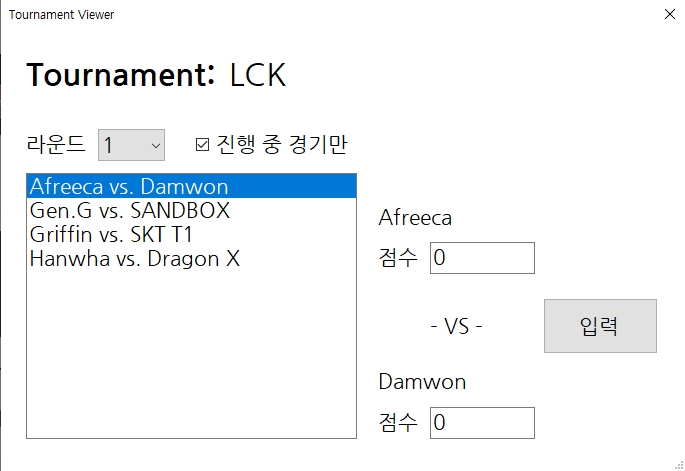 Tournament Viewer
Tournament: LCK
라운드 1 진행 중 경기만
Afreeca vs. Damwon
Gen.G vs. SANDBOX
Griffin vs. SKT T1
Hanwha vs. Dragon X
Afreeca
점수 0
- VS - 입력
Damwon
점수 0